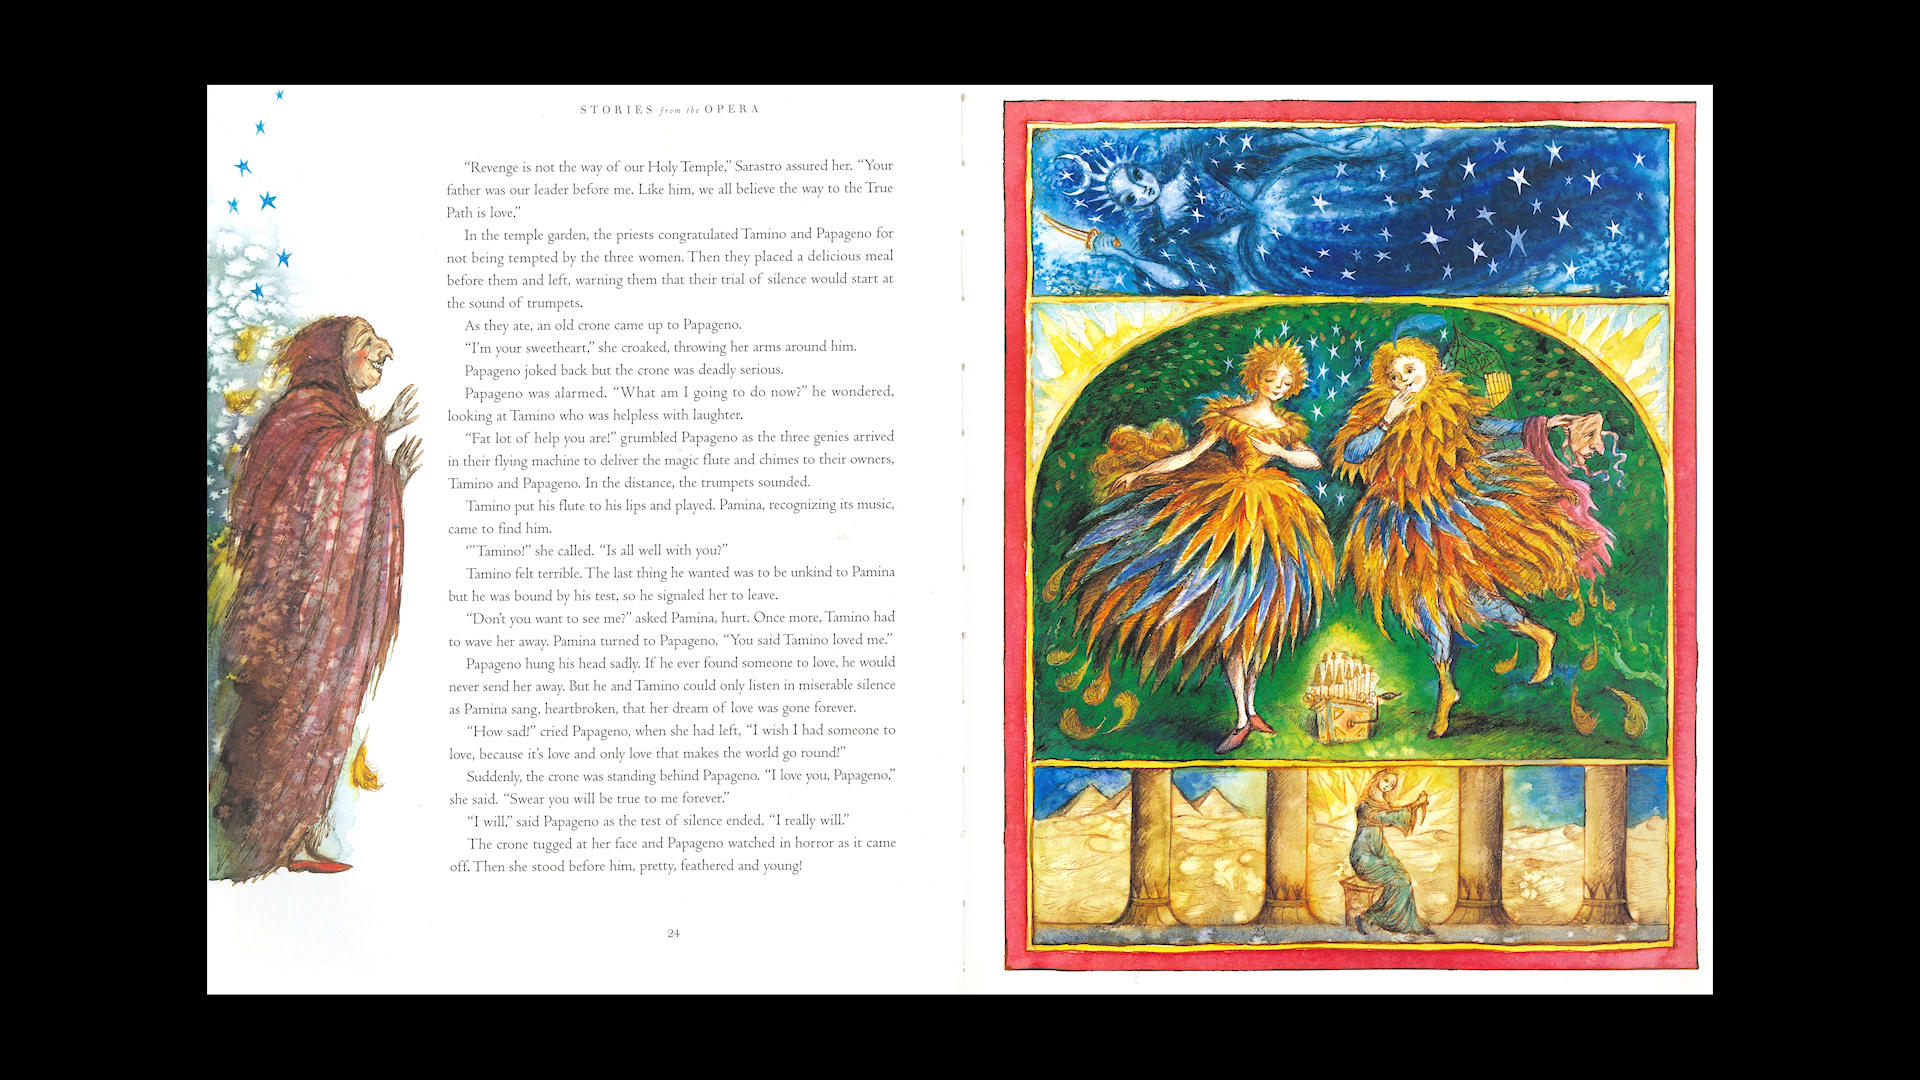 STORIES from the OPERA
“Revenge is not the way of our Holy Temple,” Sarastro assured her. “Your
father was our leader before me. Like him, we all believe the way to the True
Path is love.”
In the temple garden, the priests congratulated Tamino and Papageno for
not being tempted by the three women. Then they placed a delicious meal
before them and left, warning them that their trial of silence would start at
the sound of trumpets.
As they ate, an old crone came up to Papageno.
“I’m your sweetheart,” she croaked, throwing her arms around him.
Papageno joked back but the crone was deadly serious.
Papageno was alarmed. “What am I going to do now?” he wondered,
looking at Tamino who was helpless with laughter.
“Fat lot of help you are!” grumbled Papageno as the three genies arrived
in their flying machine to deliver the magic flute and chimes to their owners,
Tamino and Papageno. In the distance, the trumpets sounded.
Tamino put his flute to his lips and played. Pamina, recognizing its music,
came to find him.
‘”Tamino!” she called. “Is all well with you?”
Tamino felt terrible. The last thing he wanted was to be unkind to Pamina
but he was bound by his test, so he signaled her to leave.
“Don’t you want to see me?” asked Pamina, hurt. Once more, Tamino had
to wave her away. Pamina turned to Papageno. “You said Tamino loved me.”
Papageno hung his head sadly. If he ever found someone to love, he would
never send her away. But he and Tamino could only listen in miserable silence
as Pamina sang, heartbroken, that her dream of love was gone forever.
“How sad!” cried Papageno, when she had left, “I wish I had someone to
love, because it’s love and only love that makes the world go round!”
Suddenly, the crone was standing behind Papageno. “I love you, Papageno,”
she said. “Swear you will be true to me forever.”
“I will,” said Papageno as the test of silence ended. “I really will.”
The crone tugged at her face and Papageno watched in horror as it came
off. Then she stood before him, pretty, feathered and young!
24
25